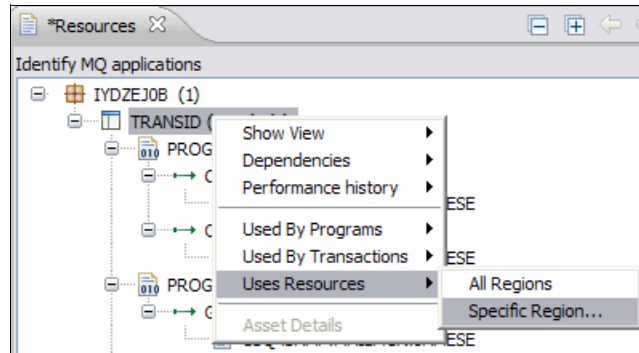 *Resources
Identify MQ applications
IYDZEJ0B (1)
TRANSID (
PROG
Show View
Dependencies
Performance history
ESE
Used By Programs
Used By Transactions
ESE
PROG
Uses Resources
All Regions
Specific Region...
Asset Details
ESE